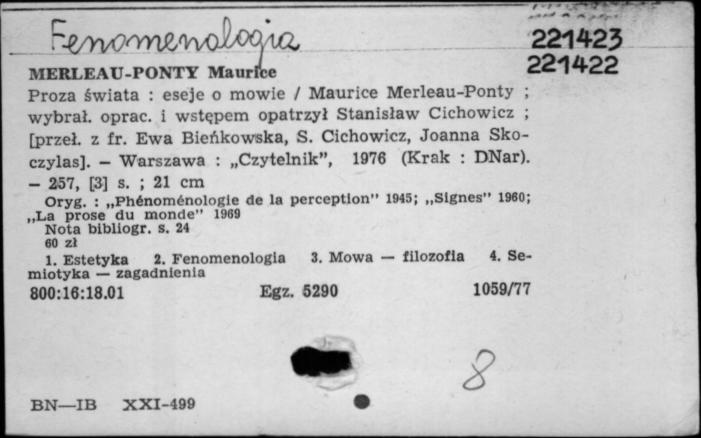 Fenomenologia
221423
221422
MERLEAU-PONTY Maurice
Proza świata : eseje o mowie / Maurice Merleau-Ponty ;
wybrał. oprac. i wstępem opatrzył Stanisław Cichowicz ;
[przeł. z fr. Ewa Bieńkowska, S. Cichowicz, Joanna Sko-
czylas]. — Warszawa : „Czytelnik”, 1976 (Krak : DNar).
— 257, [3] s. ; 21 cm
Oryg. : „Phénoménologie de la perception” 1945; „Signes” 1960;
„La prose du monde” 1969
Nota bibliogr. s. 24
60 zł
1. Estetyka 2. Fenomenologia 3. Mowa — filozofia 4. Se-
miotyka — zagadnienia
800:16:18.01 Egz. 5290 1059/77
8
BN—IB XXI-499